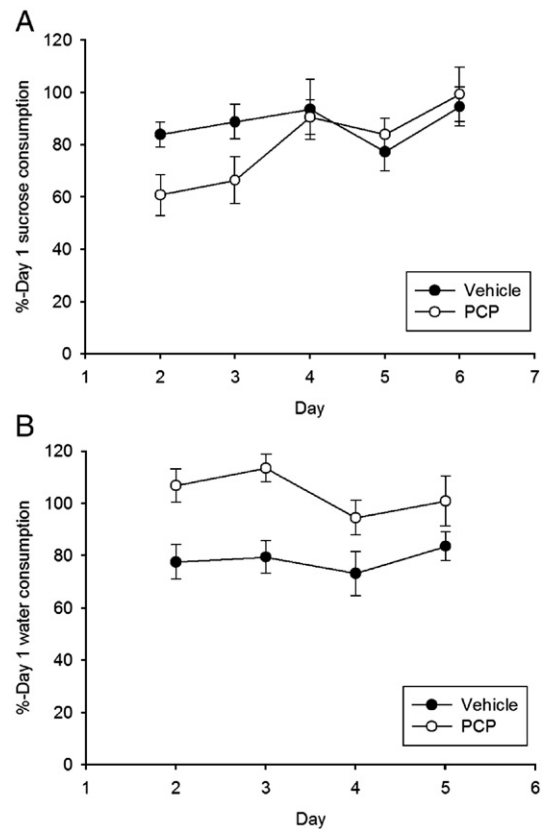 A
%-Day 1 sucrose consumption
120
100
80
60
40
20
0
Vehicle
PCP
1 2 3 4 5 6 7
Day
B
%-Day 1 water consumption
120
100
80
60
40
20
0
Vehicle
PCP
1 2 3 4 5 6
Day